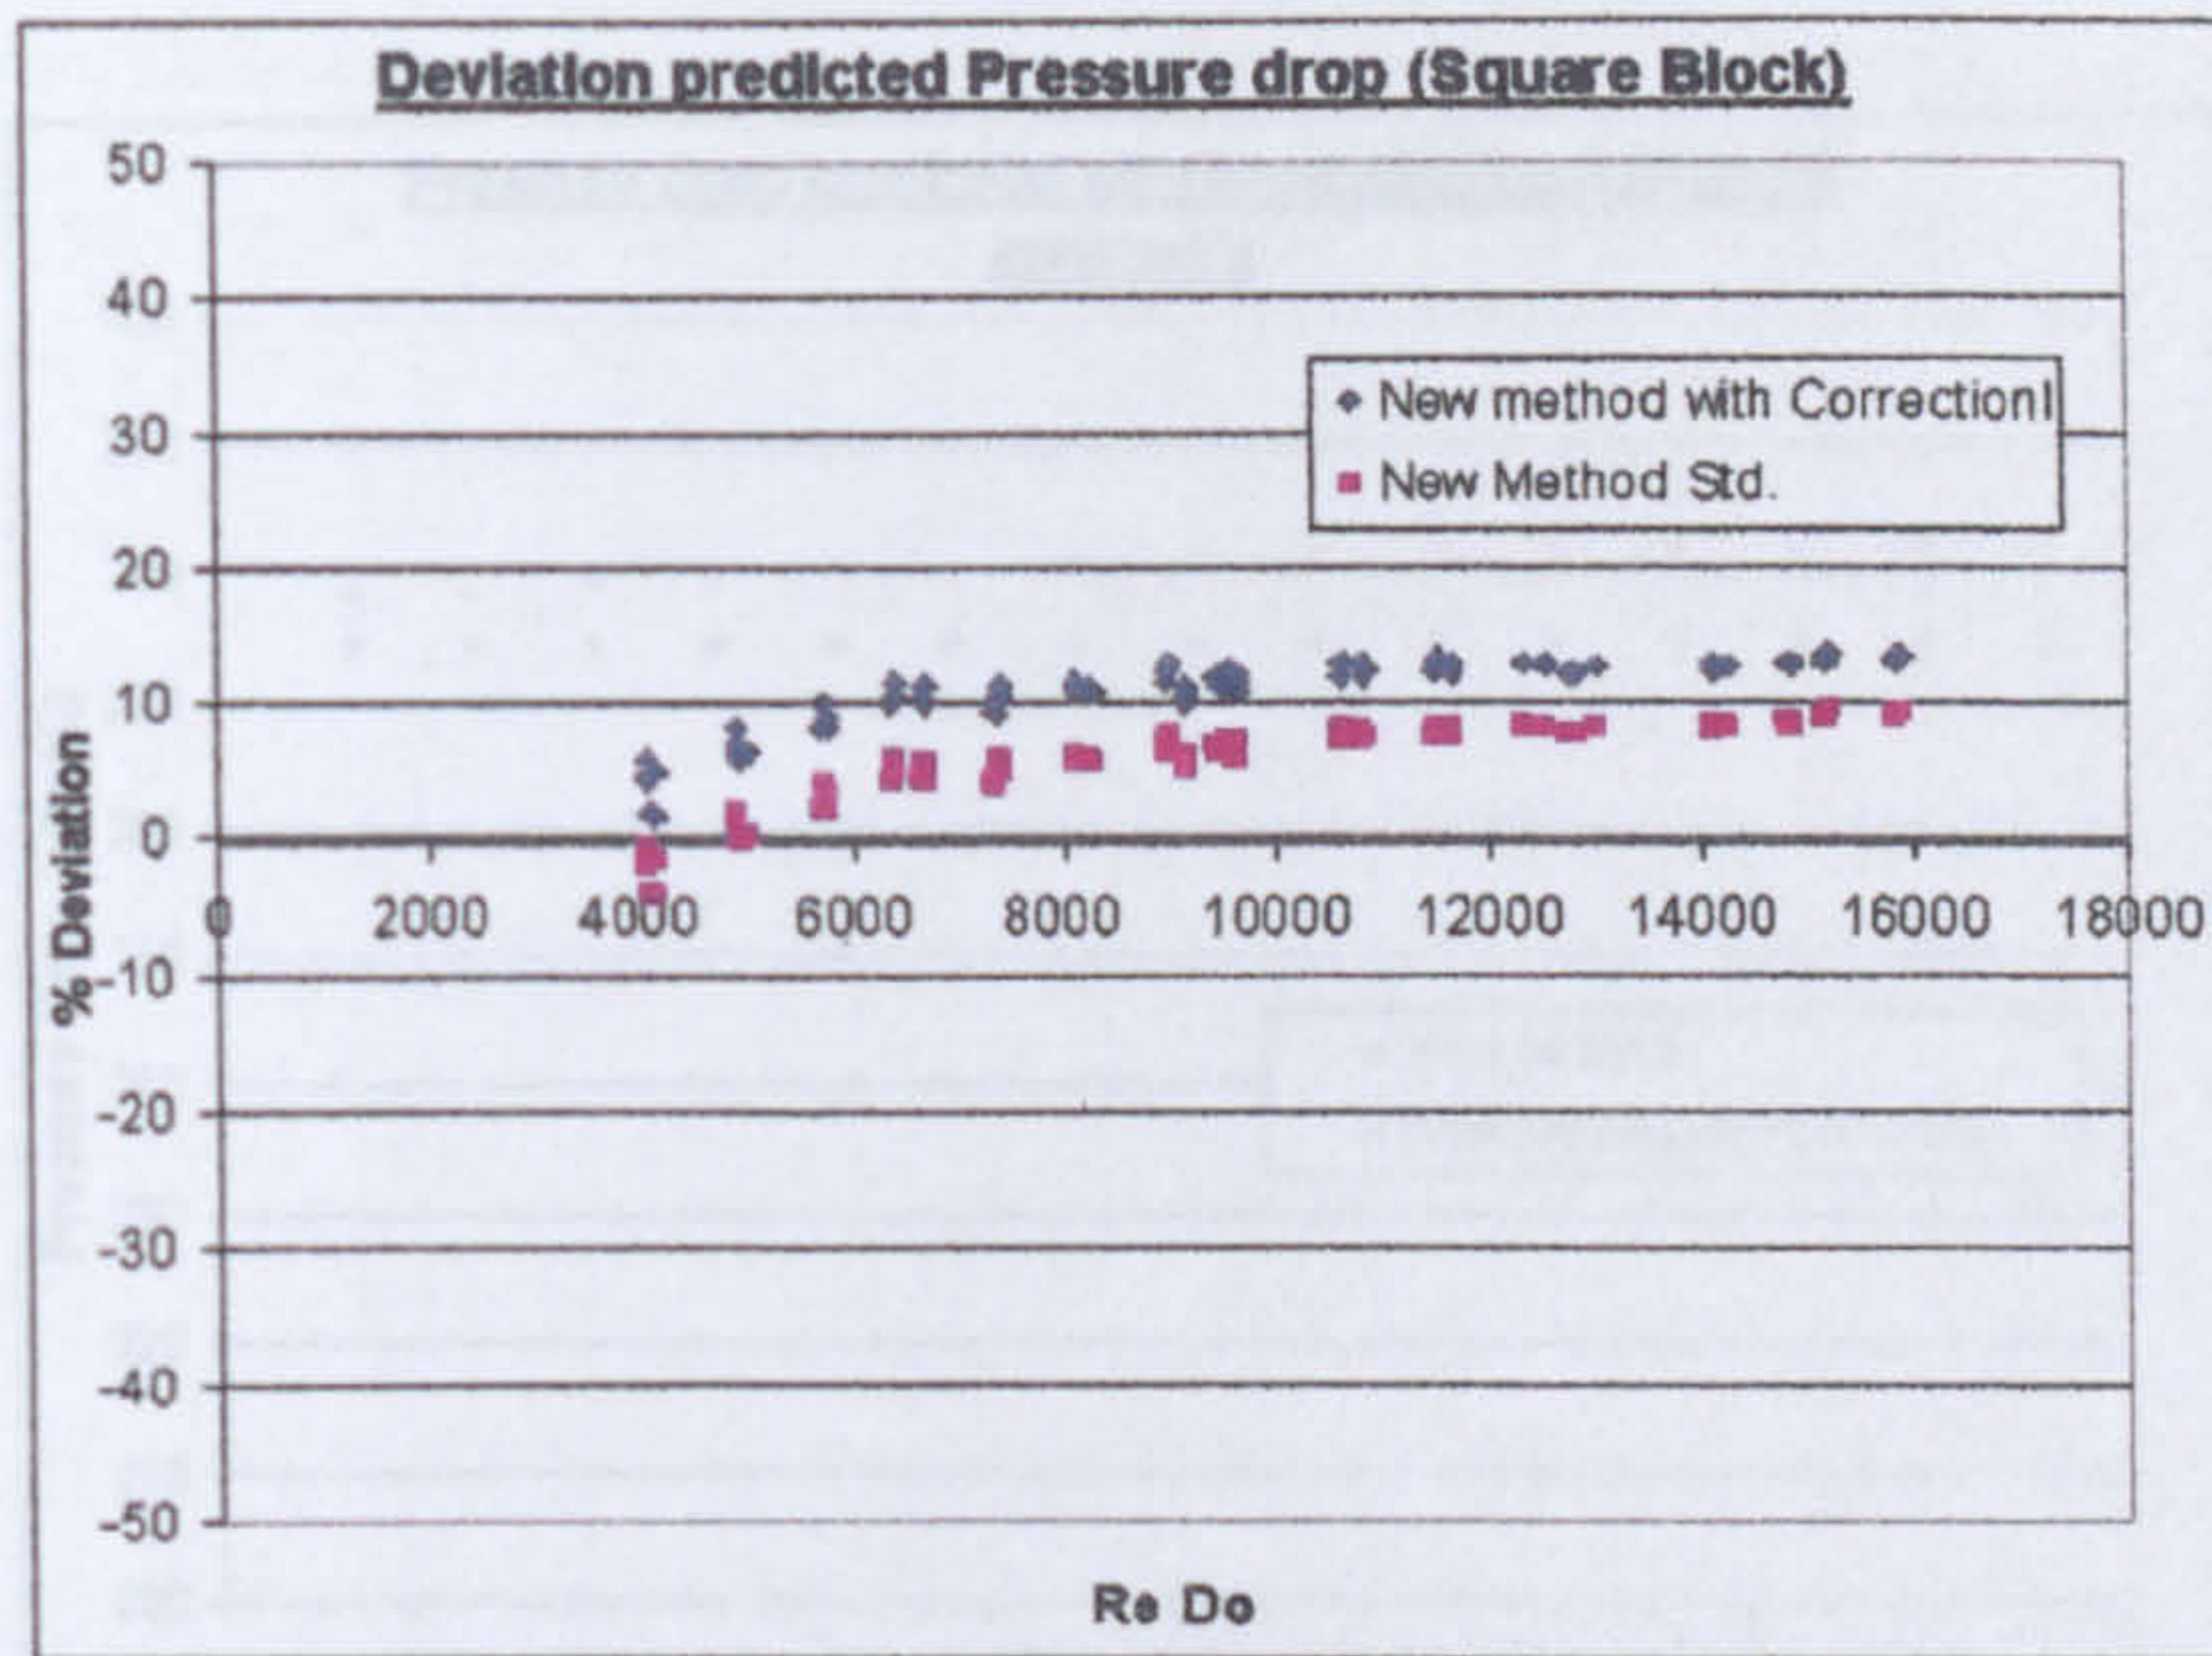 Deviation predicted Pressure drop (Square Block)
50
40
30
20
10
0
-10
-20
-30
-40
-50
% Deviation
New method with Correction
New Method Std.
0 2000 4000 6000 8000 10000 12000 14000 16000 18000
Re Do